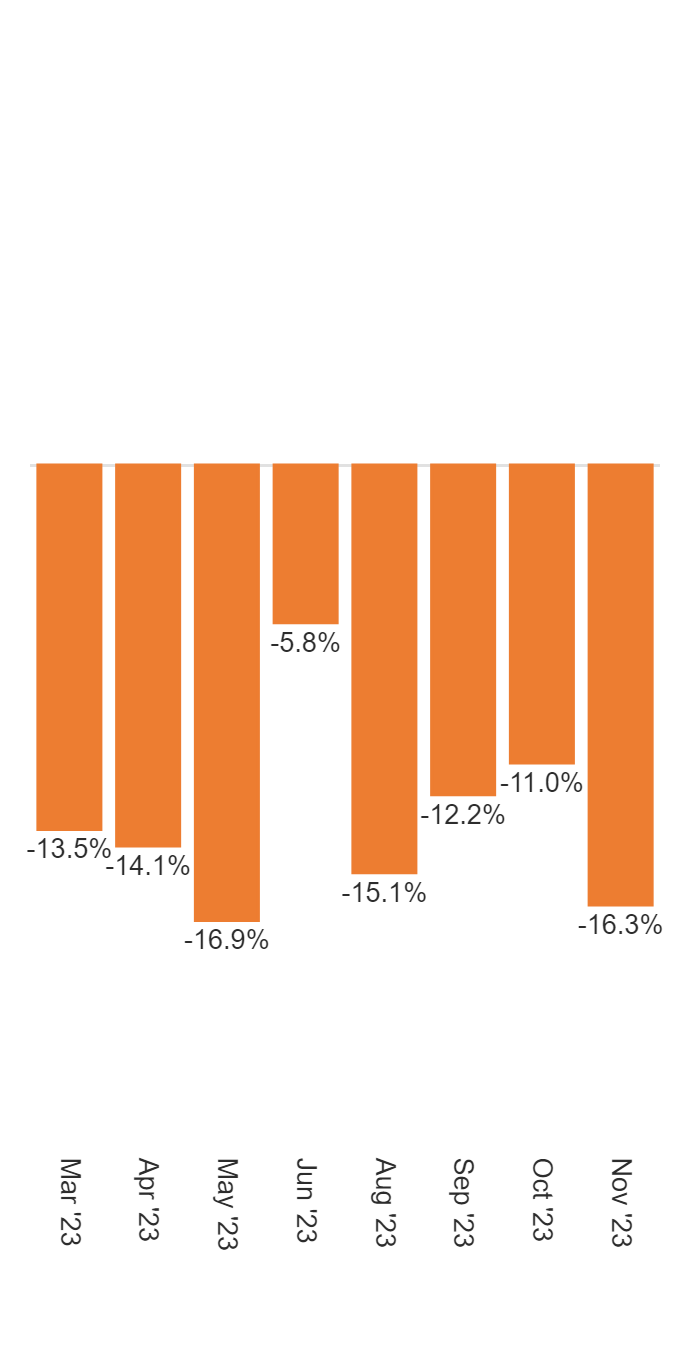 -5.8%
-11.0%
-12.2%
-13.5%
-14.1%
-15.1%
-16.3%
-16.9%
Mar '23
Apr '23
May '23
Jun '23
Aug '23
Sep '23
Oct '23
Nov '23